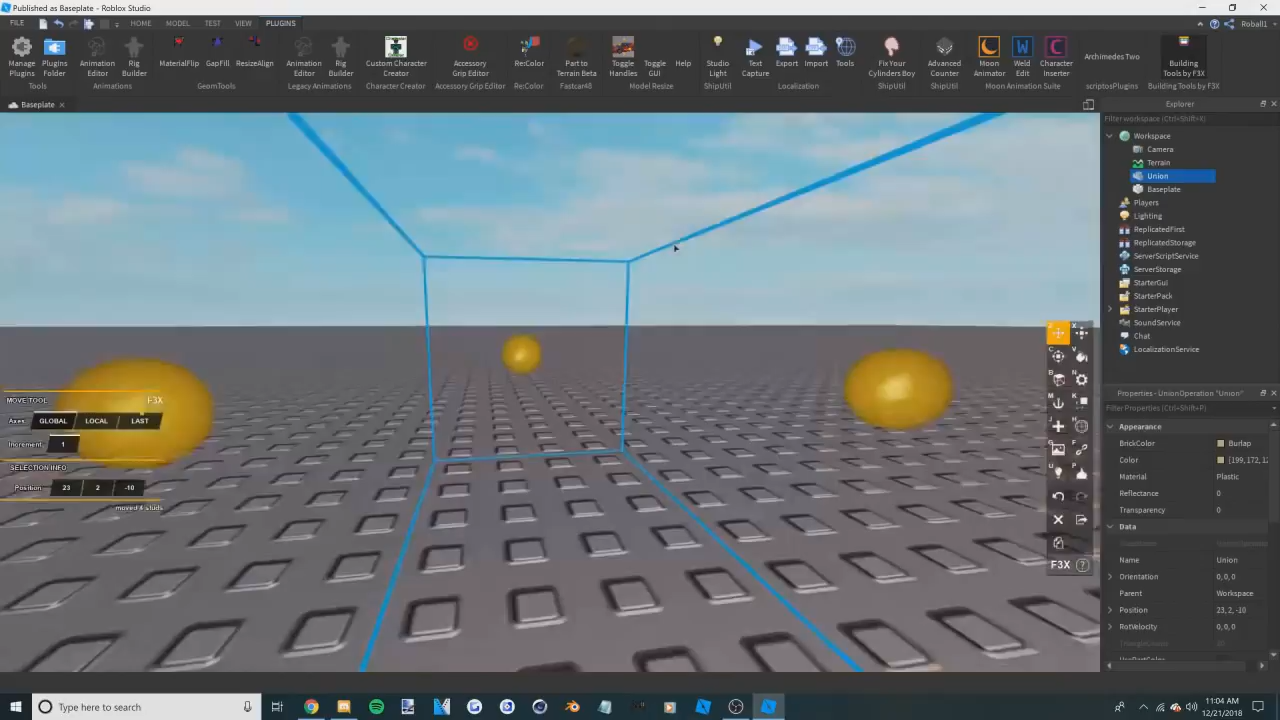 Published as Baseplate - Roblox Studio
FILE HOME MODEL TEST VIEW PLUGINS Roball1
Manage Plugins
Plugins Folder
Animation Editor
Rig Builder
MaterialFlip
GapFill
ResizeAlign
Animation Editor
Rig Builder
Custom Character Creator
Accessory Grip Editor
Re:Color
Part to Terrain Beta
Toggle Handles
Toggle GUI
Help
Studio Light
Text Capture
Export
Import
Tools
Fix Your Cylinders Boy
Advanced Counter
Moon Animator
Weld Edit
Character Inserter
Archimedes Two
Building Tools by F3X
Tools Animations GeomTools Legacy Animations Character Creator Accessory Grip Editor Re:Color Fastcar48 Model Resize ShipUtil Localization ShipUtil ShipUtil Moon Animation Suite scriptosPlugins Building Tools by F3X
Baseplate
Explorer
Filter workspace (Ctrl+Shift+X)
Workspace
Camera
Terrain
Union
Baseplate
Players
Lighting
ReplicatedFirst
ReplicatedStorage
ServerScriptService
ServerStorage
StarterGui
StarterPack
StarterPlayer
SoundService
Chat
LocalizationService
MOVE TOOL F3X
Axes GLOBAL LOCAL LAST
Increment 1
SELECTION INFO
Position 23 2 -10
Z X
C V
B N
M K
J H
G F
U P
F3X ?
Properties - UnionOperation "Union"
Filter Properties (Ctrl+Shift+P)
Appearance
BrickColor Burlap
Color [199, 172, 12
Material Plastic
Reflectance 0
Transparency 0
Data
Name Union
Orientation 0, 0, 0
Parent Workspace
Position 23, 2, -10
RotVelocity 0, 0, 0
Type here to search
11:04 AM
12/21/2018